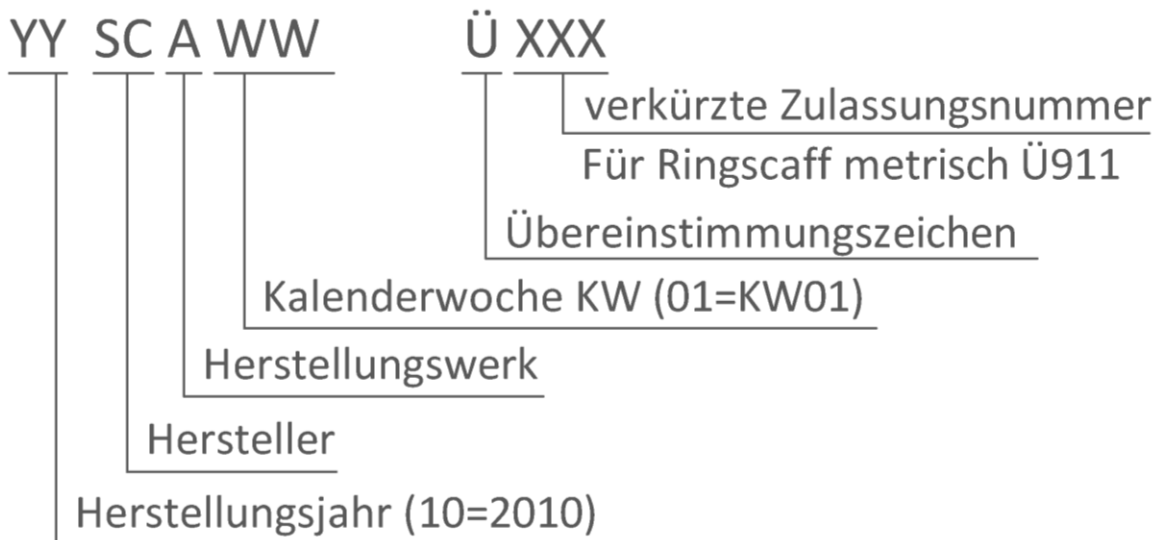 YY SC A WW Ü XXX
verkürzte Zulassungsnummer
Für Ringscaff metrisch Ü911
Übereinstimmungszeichen
Kalenderwoche KW (01=KW01)
Herstellungswerk
Hersteller
Herstellungsjahr (10=2010)